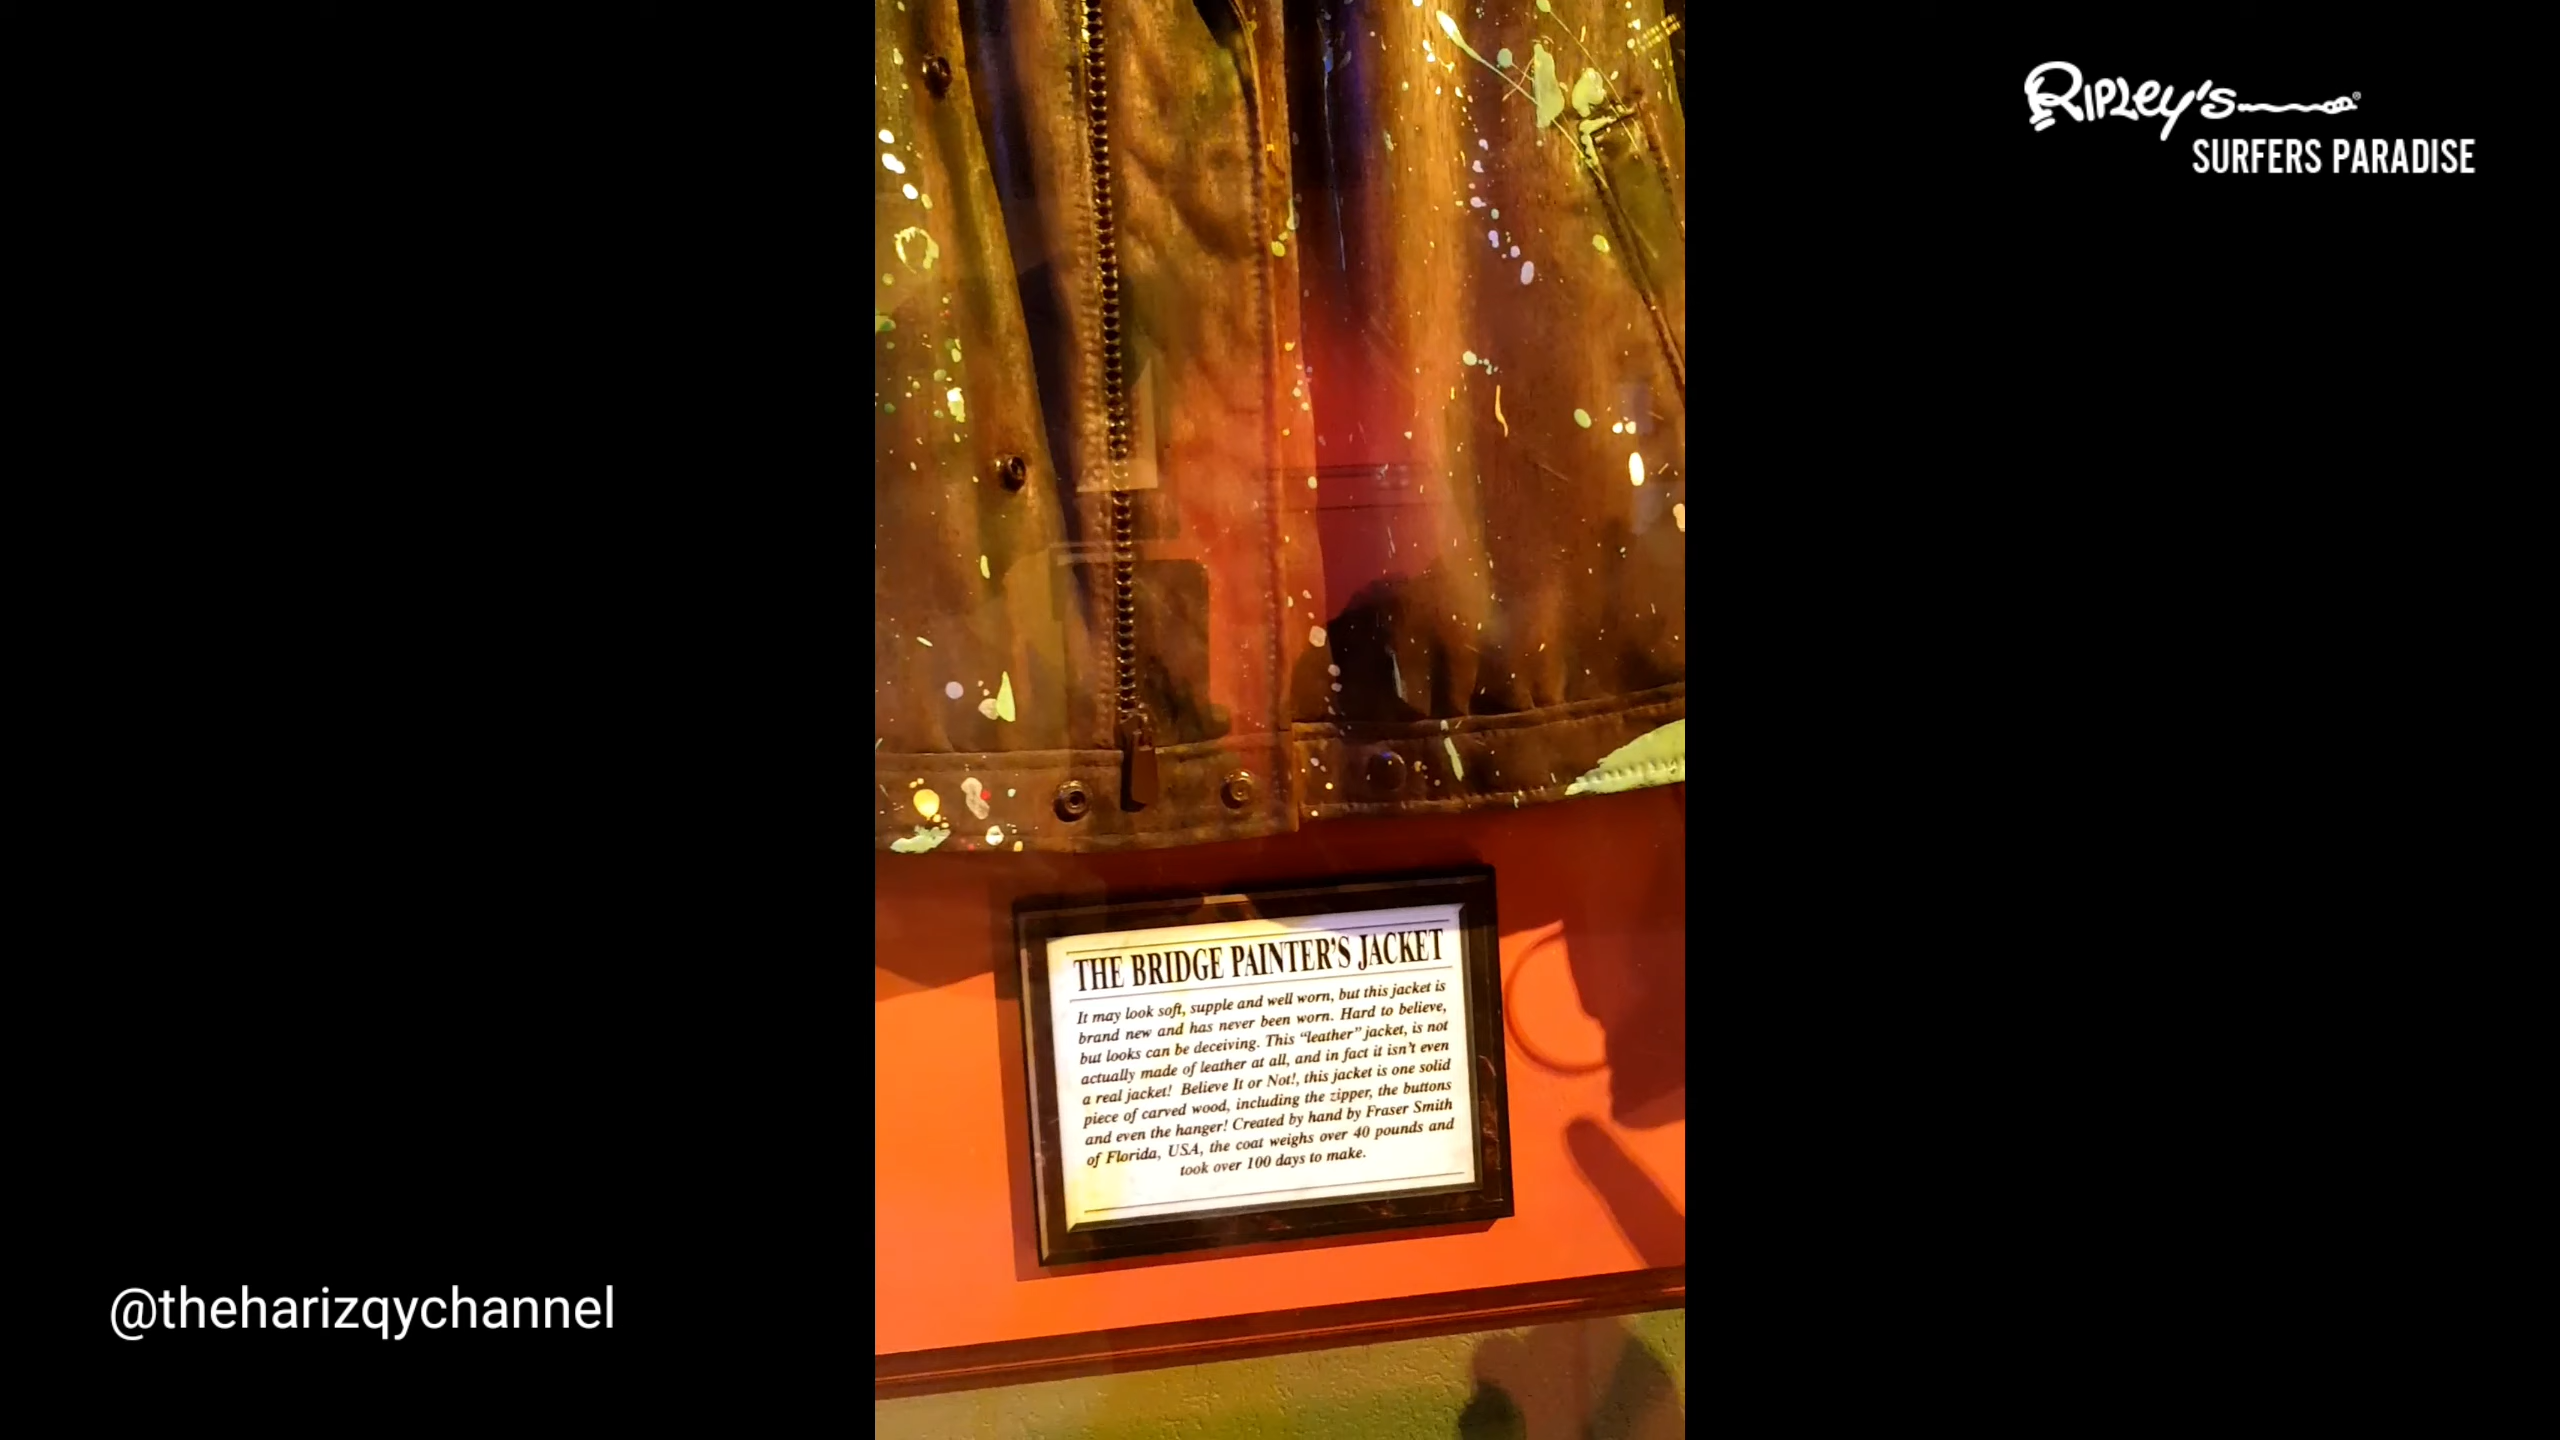 RIPLEY'S
SURFERS PARADISE
THE BRIDGE PAINTER'S JACKET
It may look soft, supple and well worn, but this jacket is
brand new and has never been worn. Hard to believe,
but looks can be deceiving. This “leather” jacket, is not
actually made of leather at all, and in fact it isn't even
a real jacket! Believe It or Not!, this jacket is one solid
piece of carved wood, including the zipper, the buttons
and even the hanger! Created by hand by Fraser Smith
of Florida, USA, the coat weighs over 40 pounds and
took over 100 days to make.
@theharizqychannel